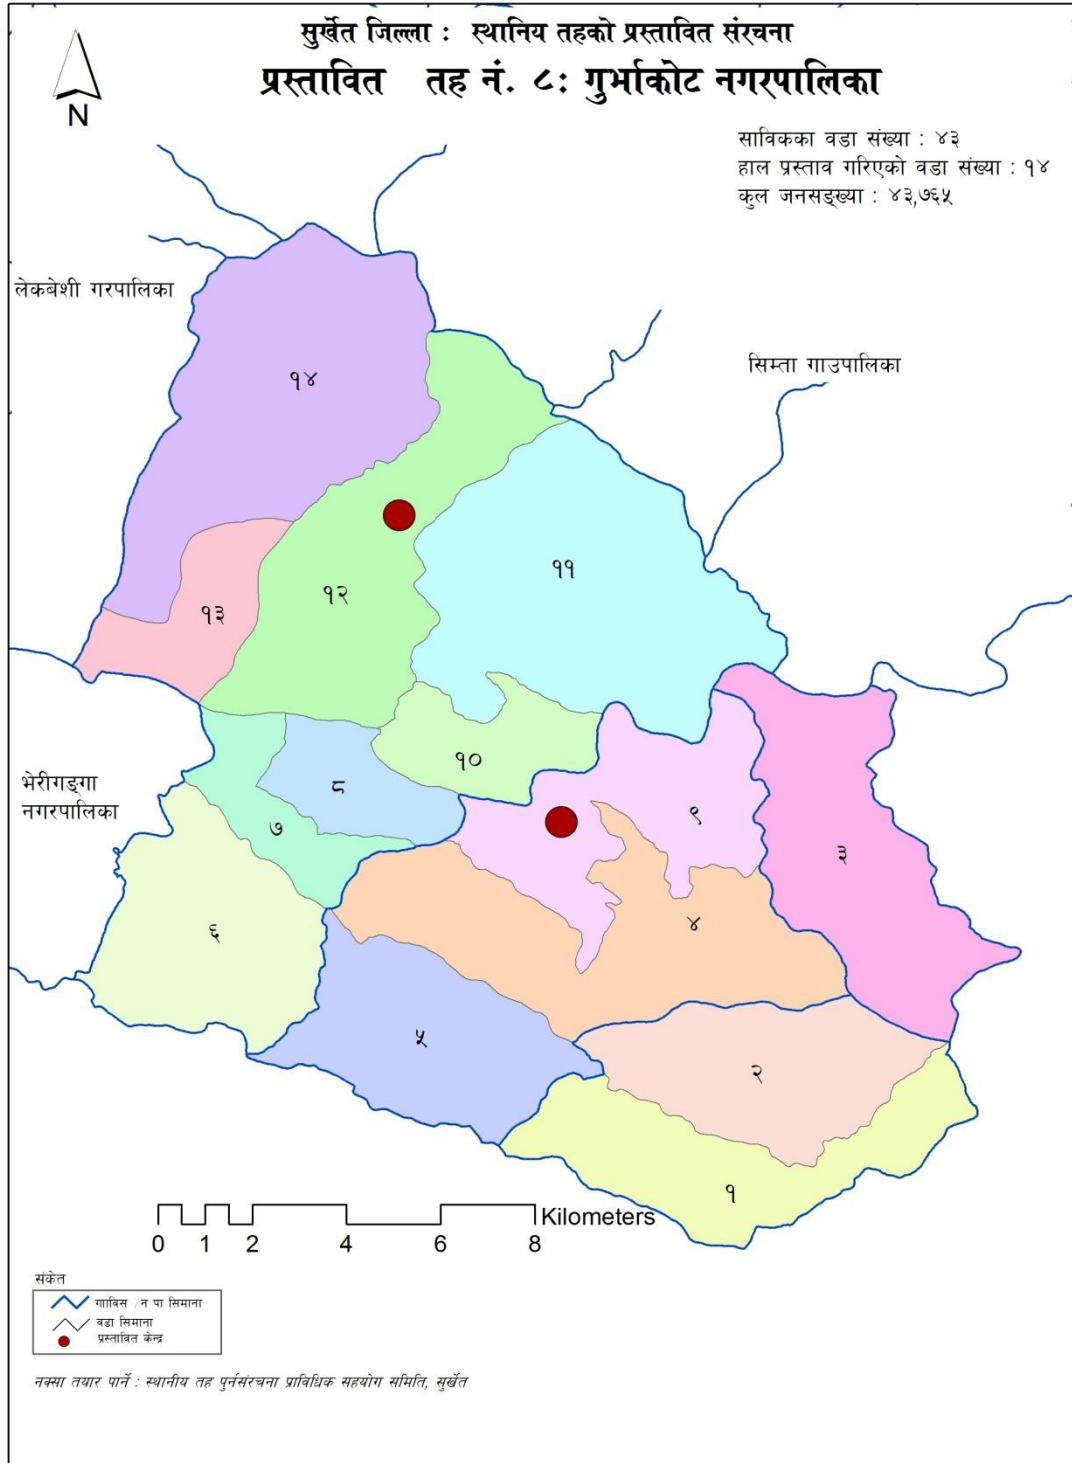 सुर्खेत जिल्ला : स्थानिय तहको प्रस्तावित संरचना
प्रस्तावित तह नं. ८: गुर्भाकोट नगरपालिका
N
साविकका वडा संख्या : ४३
हाल प्रस्ताव गरिएको वडा संख्या : १४
कुल जनसङ्ख्या : ४३,७६५
लेकबेशी गरपालिका
सिम्ता गाउपालिका
१४
११
१२
१३
१०
८
भेरीगङ्गा
नगरपालिका
९
७
३
४
६
५
२
१
Kilometers
0 1 2 4 6 8
संकेत
गााविस /न पा सिमाना
वडा सिमाना
प्रस्तावित केन्द्र
नक्सा तयार पार्ने : स्थानीय तह पुर्नसंरचना प्राविधिक सहयोग समिति, सुर्खेत